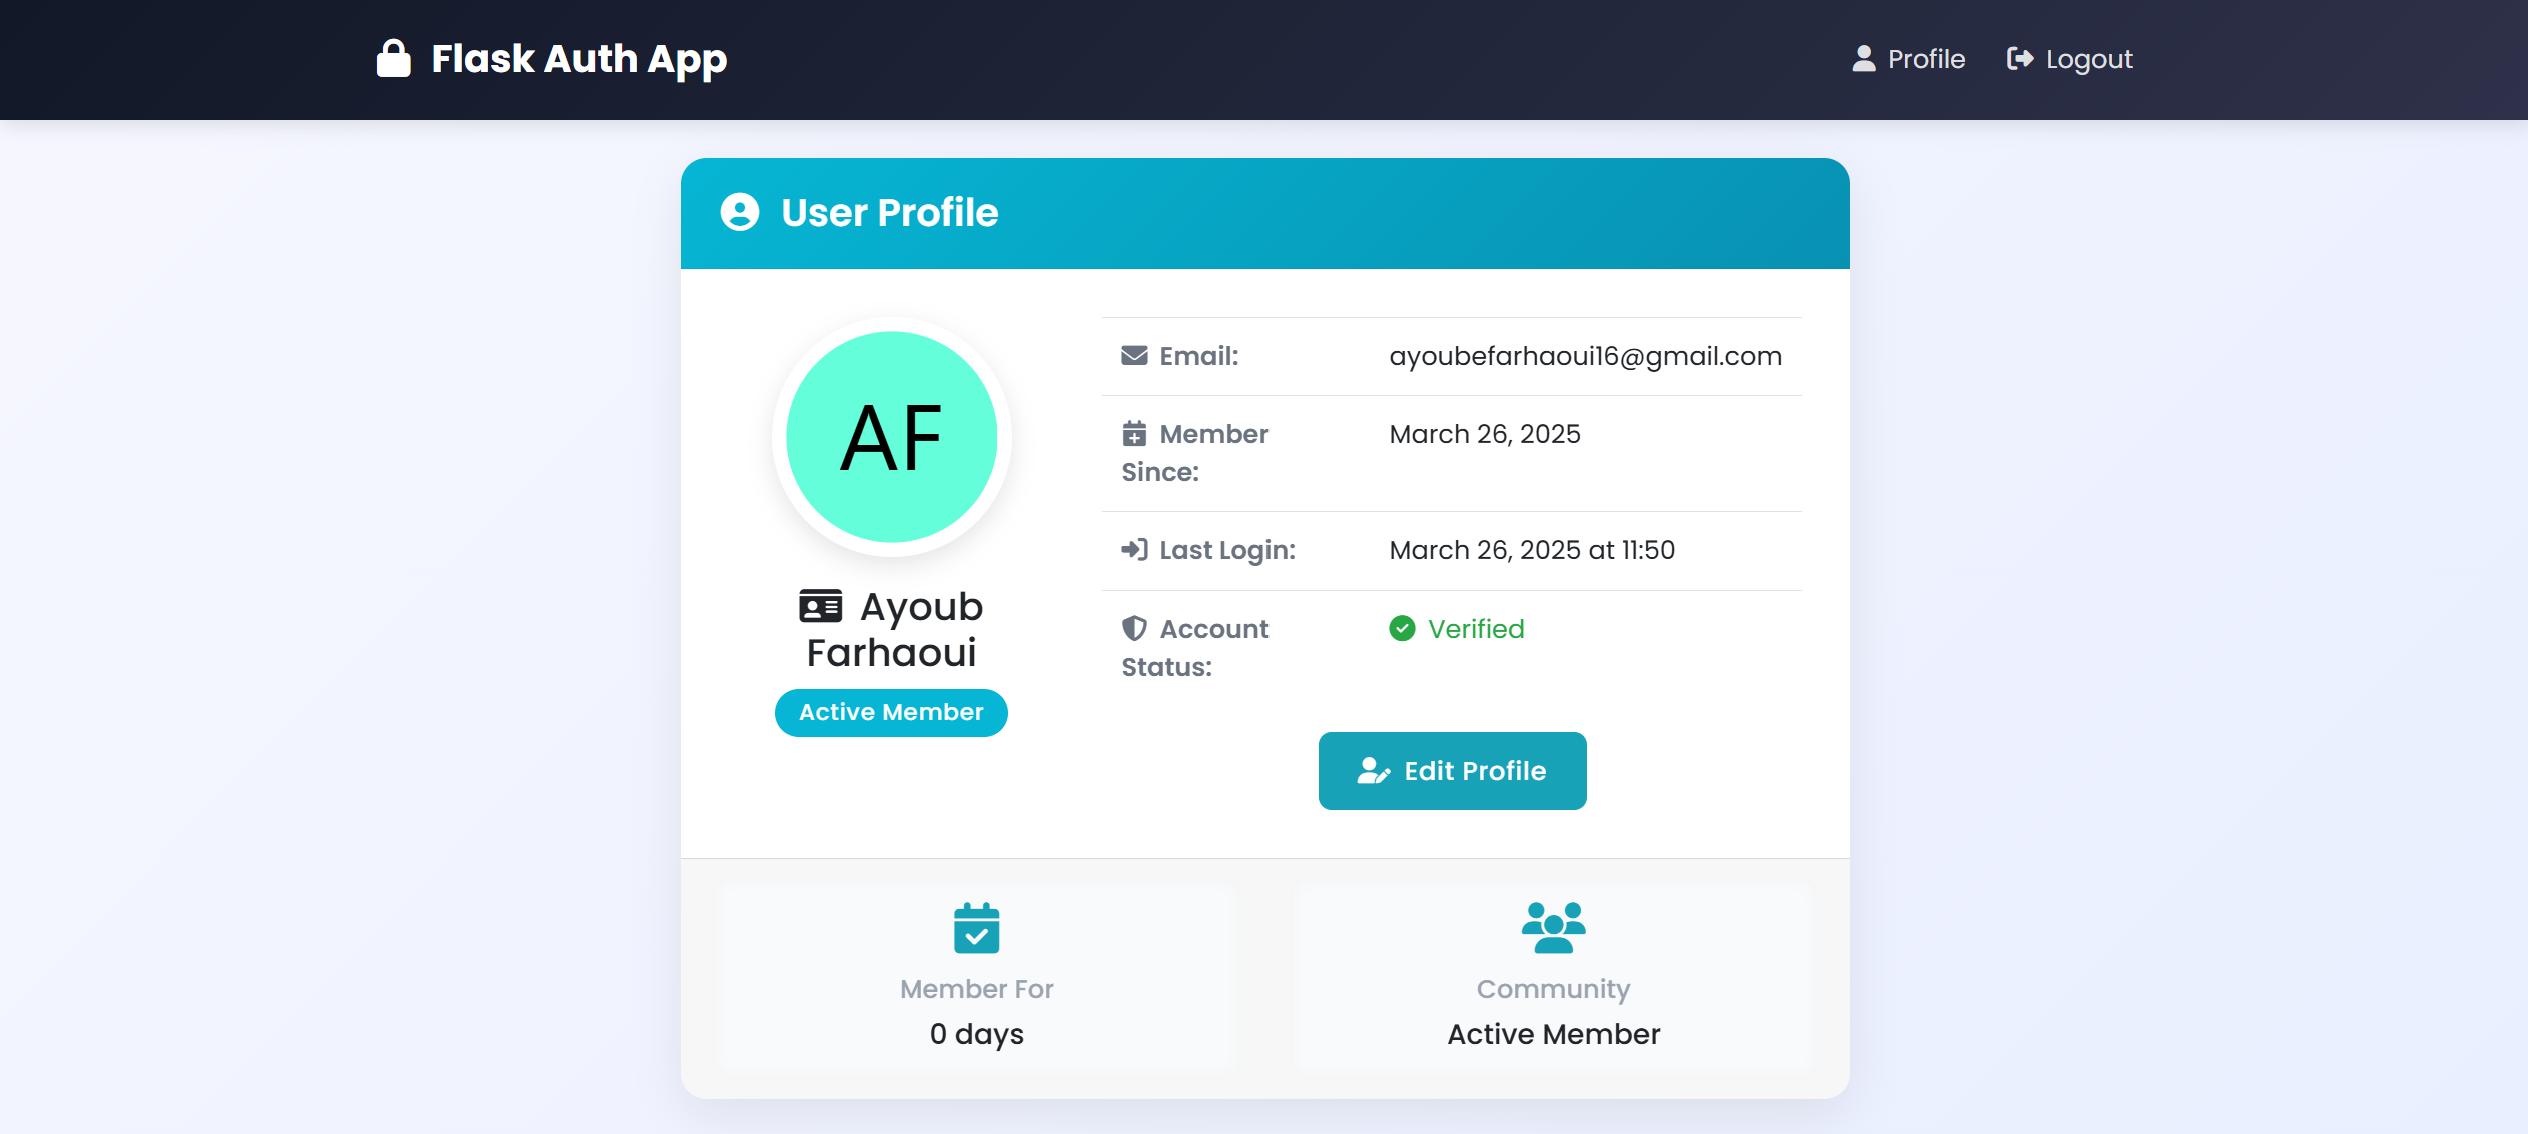 Flask Auth App
Profile
Logout
User Profile
AF
Ayoub
Farhaoui
Active Member
Email: ayoubefarhaoui16@gmail.com
Member
Since: March 26, 2025
Last Login: March 26, 2025 at 11:50
Account
Status: Verified
Edit Profile
Member For
0 days
Community
Active Member